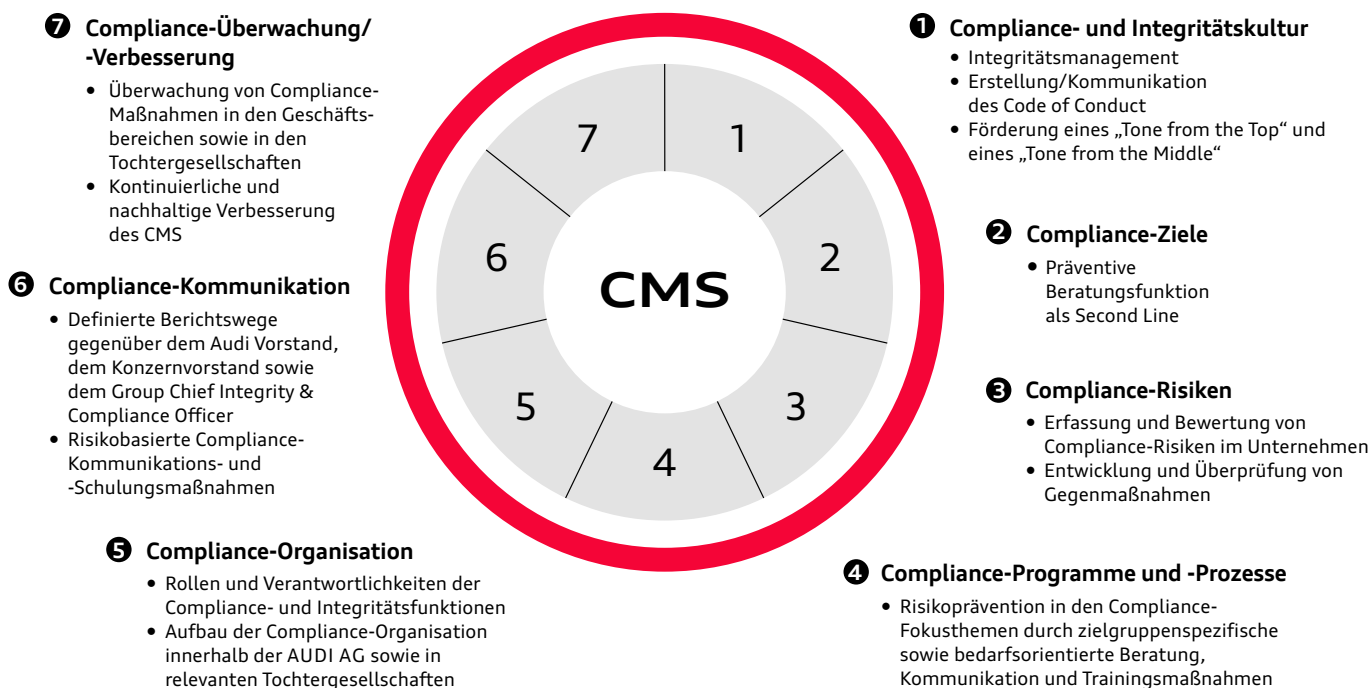 ❶ Compliance- und Integritätskultur
• Integritätsmanagement
• Erstellung/Kommunikation
des Code of Conduct
• Förderung eines „Tone from the Top“ und
eines „Tone from the Middle“
❷ Compliance-Ziele
• Präventive
Beratungsfunktion
als Second Line
❸ Compliance-Risiken
• Erfassung und Bewertung von
Compliance-Risiken im Unternehmen
• Entwicklung und Überprüfung von
Gegenmaßnahmen
❹ Compliance-Programme und -Prozesse
• Risikoprävention in den Compliance-
Fokusthemen durch zielgruppenspezifische
sowie bedarfsorientierte Beratung,
Kommunikation und Trainingsmaßnahmen
❺ Compliance-Organisation
• Rollen und Verantwortlichkeiten der
Compliance- und Integritätsfunktionen
• Aufbau der Compliance-Organisation
innerhalb der AUDI AG sowie in
relevanten Tochtergesellschaften
❻ Compliance-Kommunikation
• Definierte Berichtswege
gegenüber dem Audi Vorstand,
dem Konzernvorstand sowie
dem Group Chief Integrity &
Compliance Officer
• Risikobasierte Compliance-
Kommunikations- und
-Schulungsmaßnahmen
❼ Compliance-Überwachung/
-Verbesserung
• Überwachung von Compliance-
Maßnahmen in den Geschäfts-
bereichen sowie in den
Tochtergesellschaften
• Kontinuierliche und
nachhaltige Verbesserung
des CMS
CMS
1
2
3
4
5
6
7